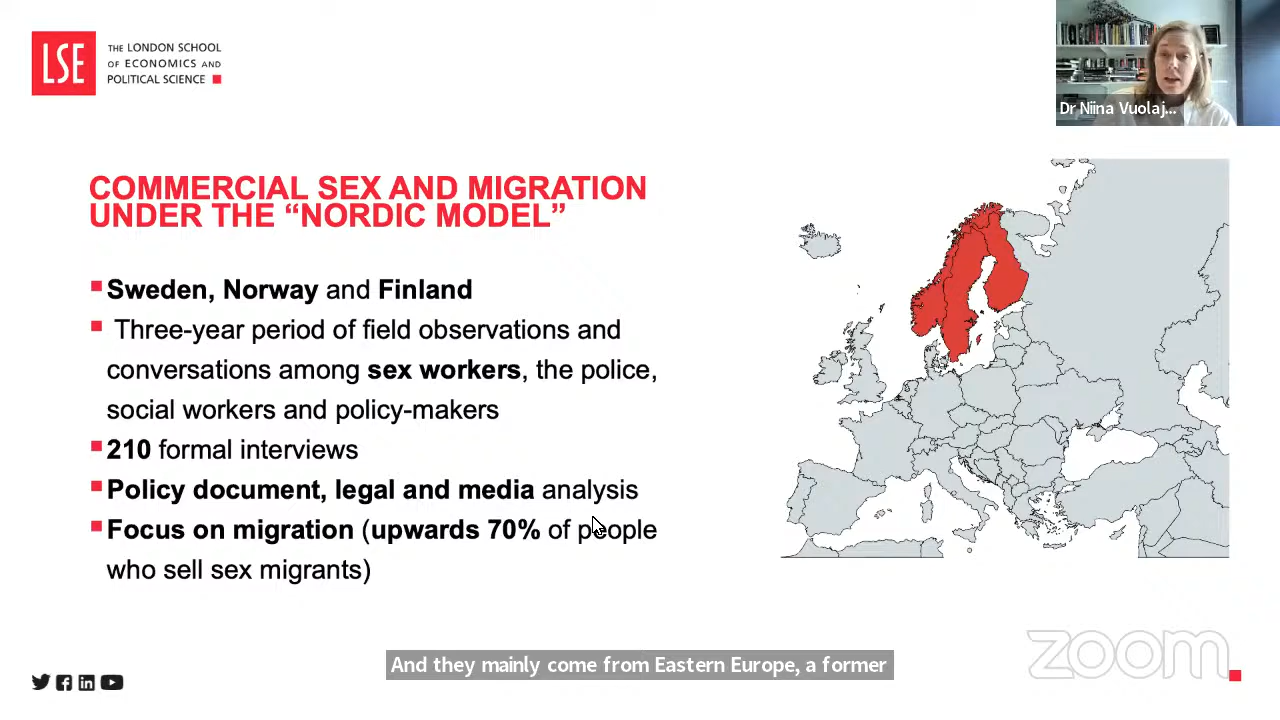 LSE
THE LONDON SCHOOL
OF ECONOMICS AND
POLITICAL SCIENCE
Dr Niina Vuolaj...
COMMERCIAL SEX AND MIGRATION
UNDER THE “NORDIC MODEL”
Sweden, Norway and Finland
Three-year period of field observations and
conversations among sex workers, the police,
social workers and policy-makers
210 formal interviews
Policy document, legal and media analysis
Focus on migration (upwards 70% of people
who sell sex migrants)
And they mainly come from Eastern Europe, a former
zoom